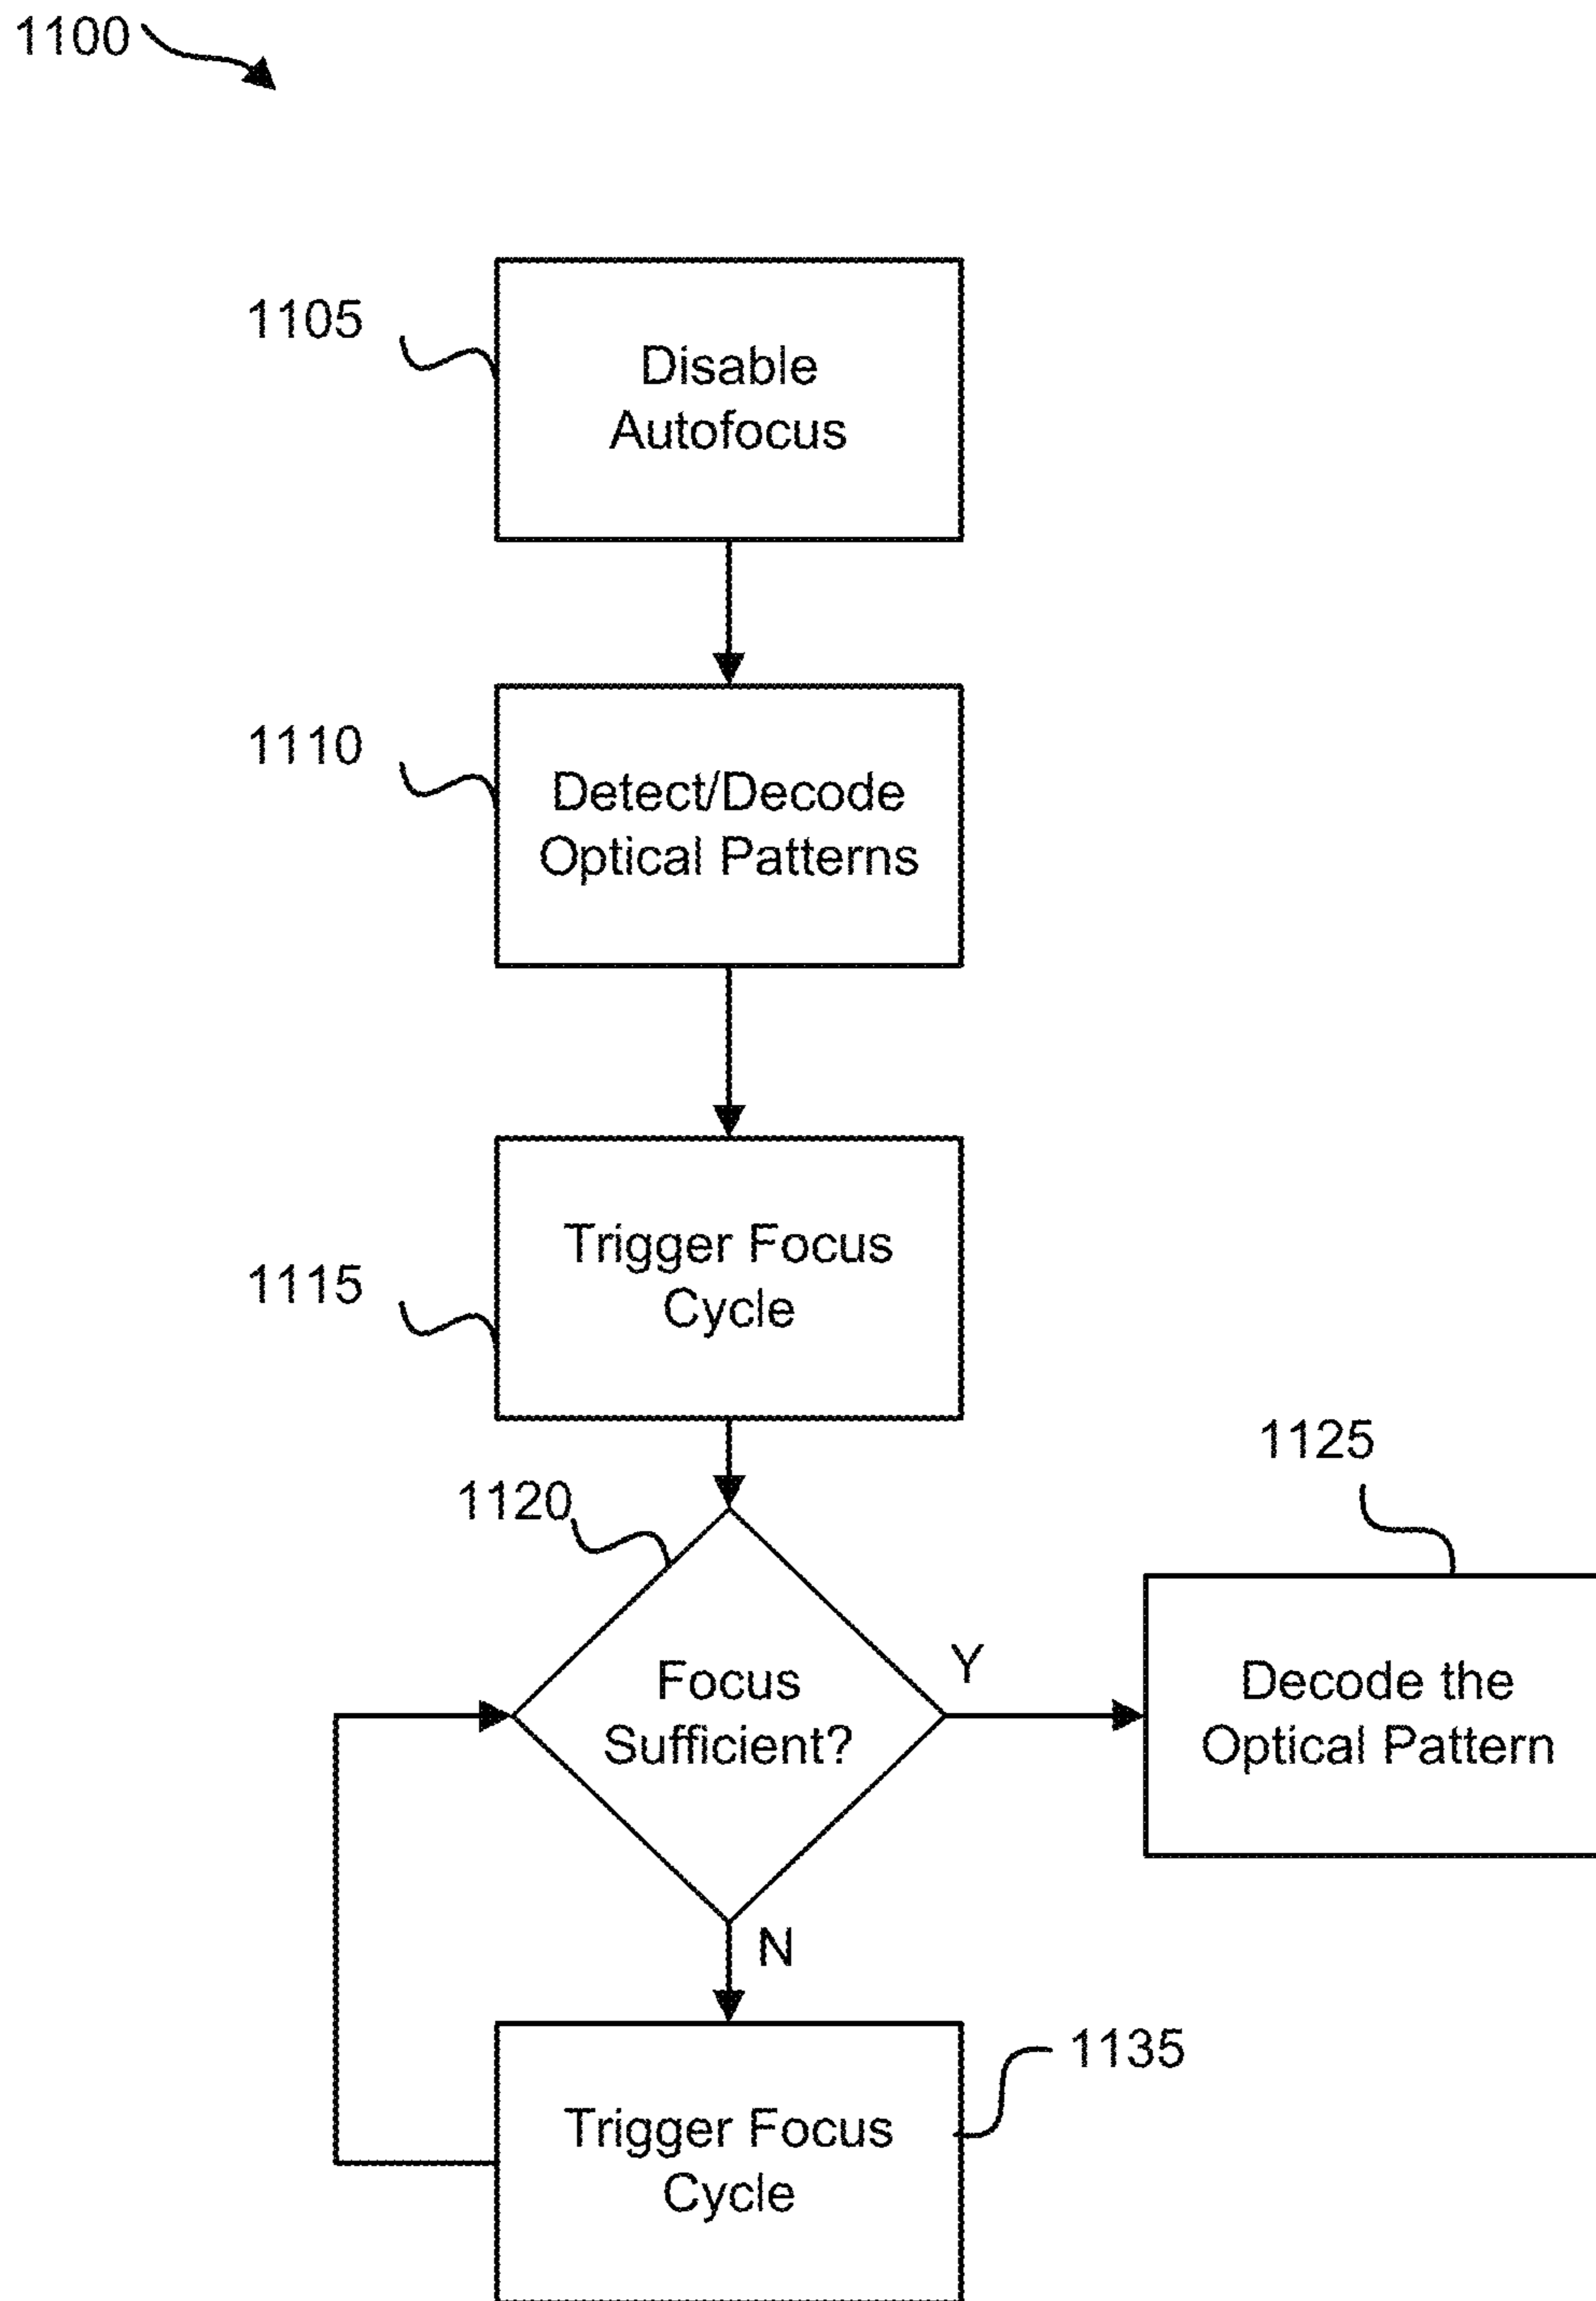 1100
1105
Disable
Autofocus
1110
Detect/Decode
Optical Patterns
1115
Trigger Focus
Cycle
1120
Focus
Sufficient?
Y
1125
Decode the
Optical Pattern
N
1135
Trigger Focus
Cycle